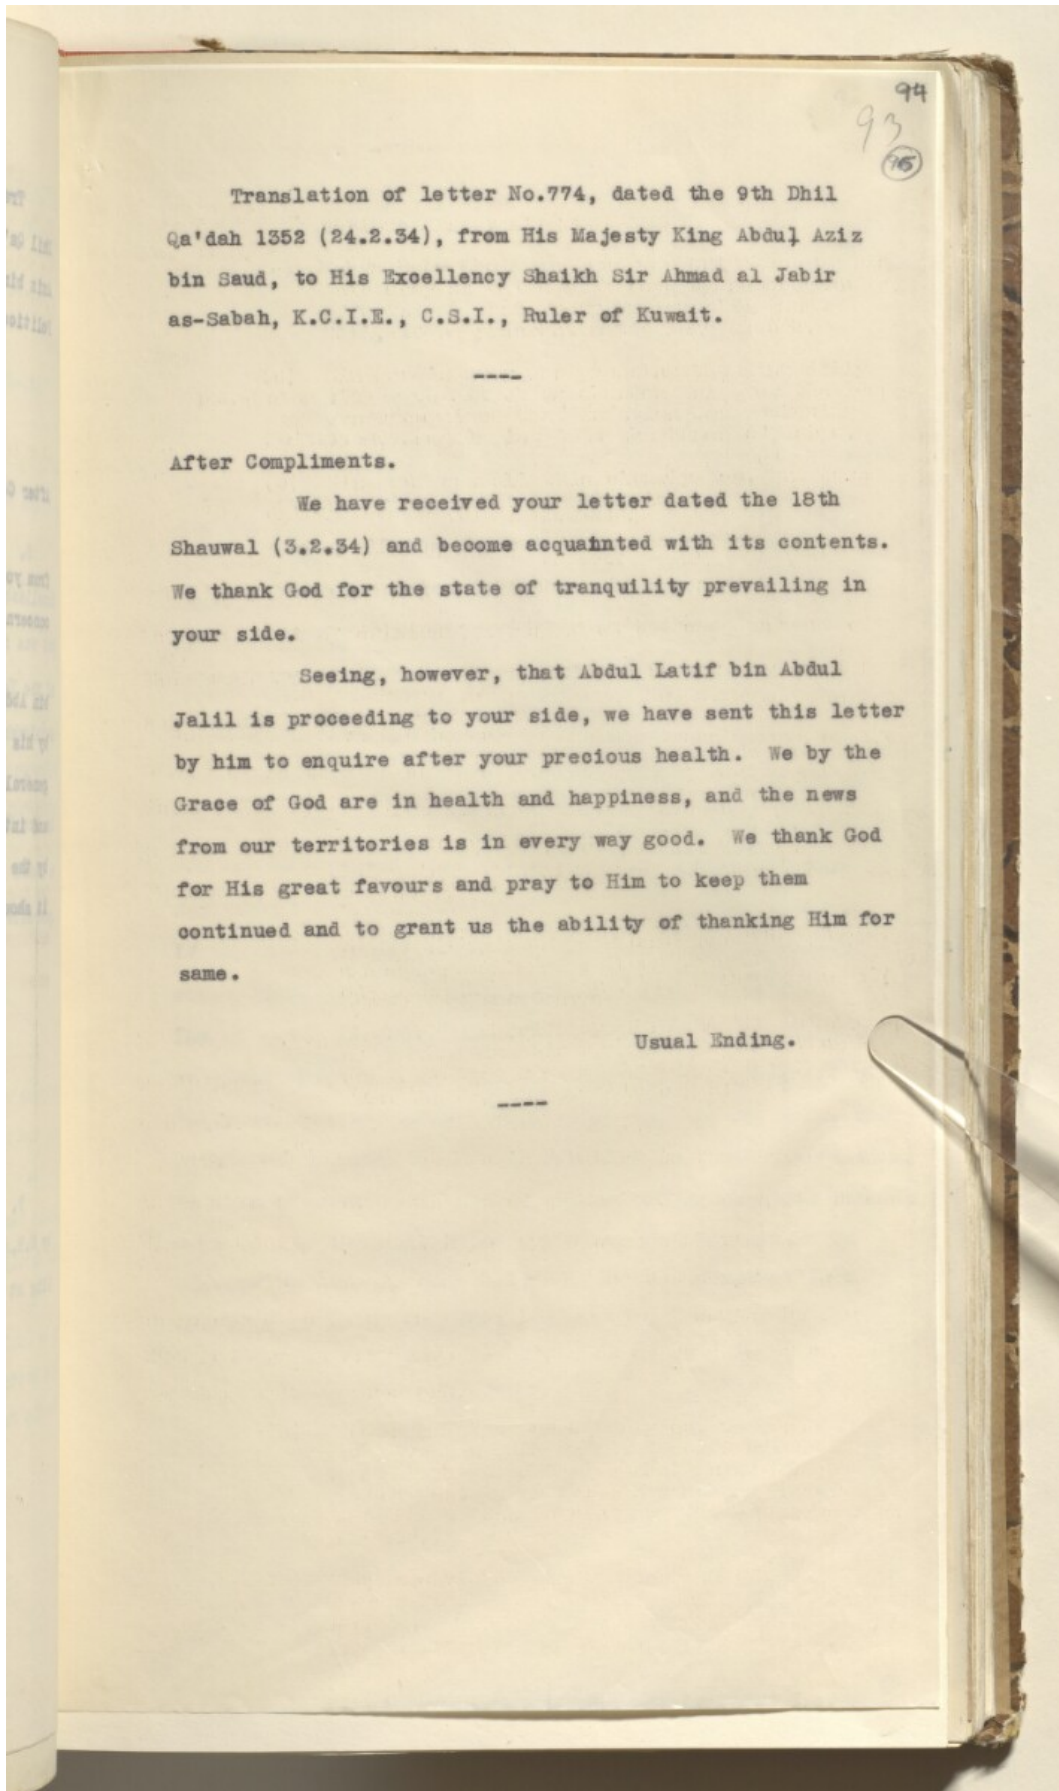 94
93
95
Translation of letter No.774, dated the 9th Dhil
Qa'dah 1352 (24.2.34), from His Majesty King Abdul Aziz
bin Saud, to His Excellency Shaikh Sir Ahmad al Jabir
as-Sabah, K.C.I.E., C.S.I., Ruler of Kuwait.
----
After Compliments.
We have received your letter dated the 18th
Shauwal (3.2.34) and become acquainted with its contents.
We thank God for the state of tranquility prevailing in
your side.
Seeing, however, that Abdul Latif bin Abdul
Jalil is proceeding to your side, we have sent this letter
by him to enquire after your precious health. We by the
Grace of God are in health and happiness, and the news
from our territories is in every way good. We thank God
for His great favours and pray to Him to keep them
continued and to grant us the ability of thanking Him for
same.
Usual Ending.
----